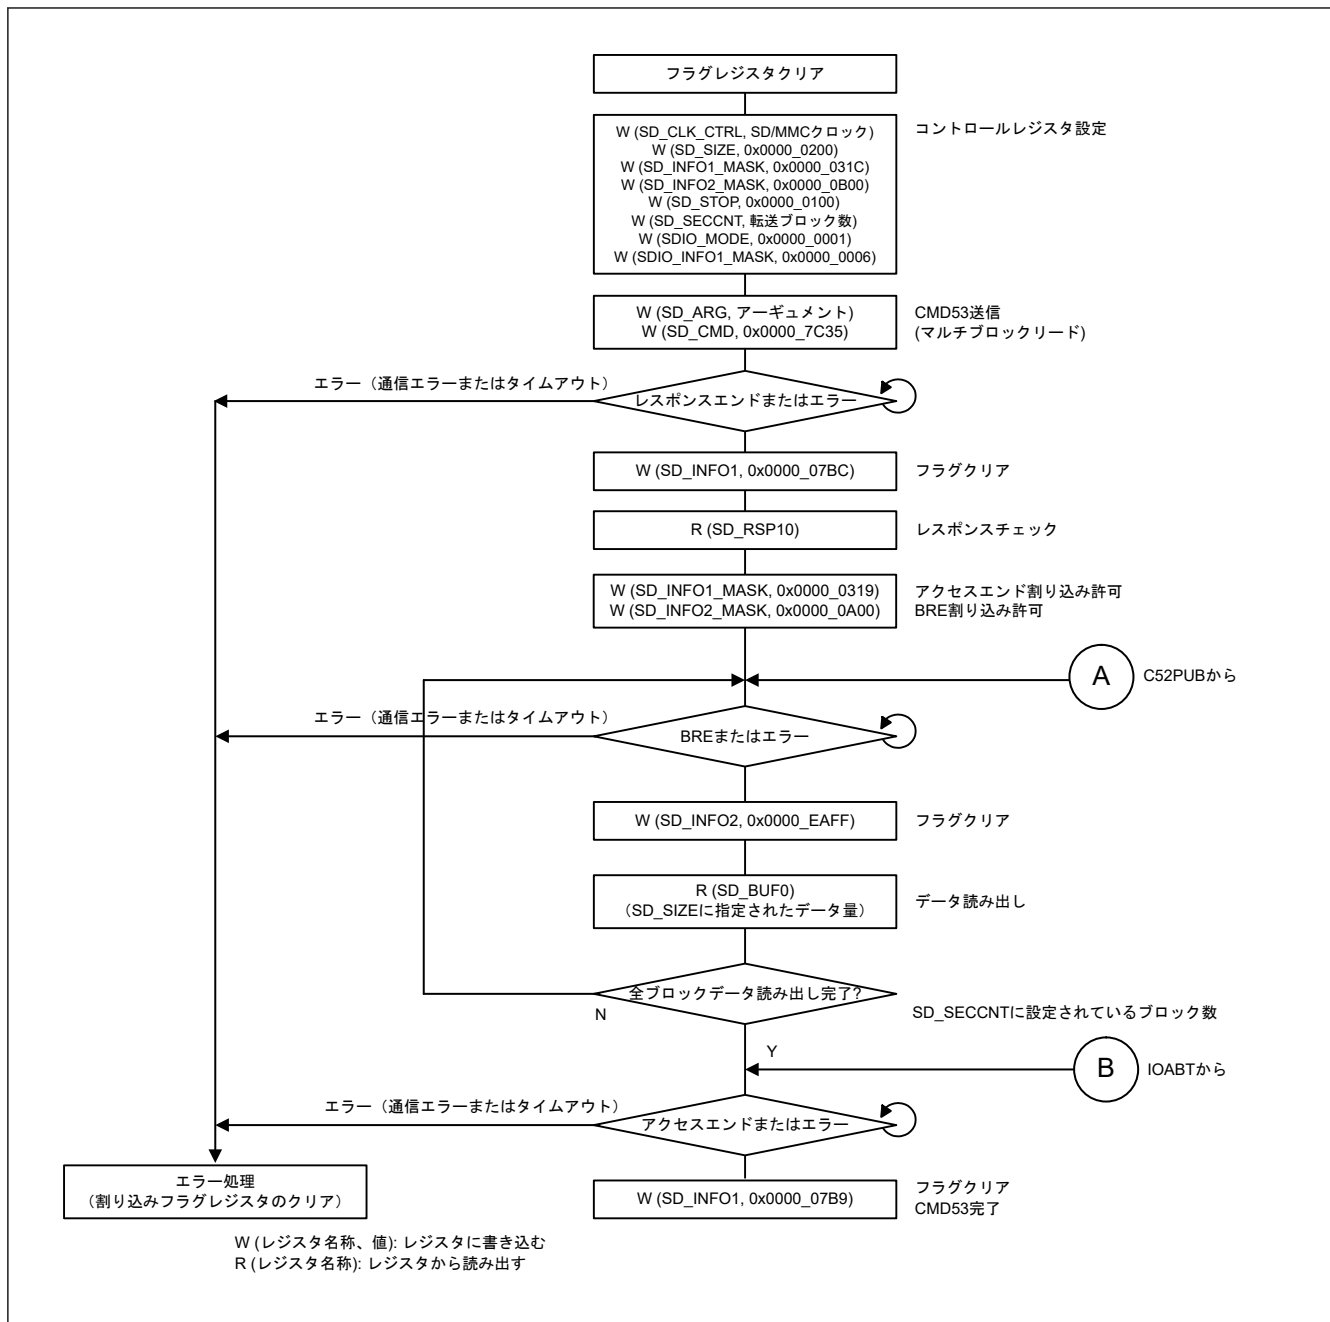 フラグレジスタクリア
W (SD_CLK_CTRL, SD/MMCクロック)
コントロールレジスタ設定
W (SD_SIZE, 0x0000_0200)
W (SD_INFO1_MASK, 0x0000_031C)
W (SD_INFO2_MASK, 0x0000_0B00)
W (SD_STOP, 0x0000_0100)
W (SD_SECCNT, 転送ブロック数)
W (SDIO_MODE, 0x0000_0001)
W (SDIO_INFO1_MASK, 0x0000_0006)
W (SD_ARG, アーギュメント)
W (SD_CMD, 0x0000_7C35)
CMD53送信
(マルチブロックリード)
エラー（通信エラーまたはタイムアウト）
レスポンスエンドまたはエラー
W (SD_INFO1, 0x0000_07BC)
フラグクリア
R (SD_RSP10)
レスポンスチェック
W (SD_INFO1_MASK, 0x0000_0319)
W (SD_INFO2_MASK, 0x0000_0A00)
アクセスエンド割り込み許可
BRE割り込み許可
A
C52PUBから
エラー（通信エラーまたはタイムアウト）
BREまたはエラー
W (SD_INFO2, 0x0000_EAFF)
フラグクリア
R (SD_BUF0)
（SD_SIZEに指定されたデータ量）
データ読み出し
全ブロックデータ読み出し完了?
N
SD_SECCNTに設定されているブロック数
Y
B
IOABTから
エラー（通信エラーまたはタイムアウト）
アクセスエンドまたはエラー
エラー処理
（割り込みフラグレジスタのクリア）
W (SD_INFO1, 0x0000_07B9)
フラグクリア
CMD53完了
W (レジスタ名称、値): レジスタに書き込む
R (レジスタ名称): レジスタから読み出す